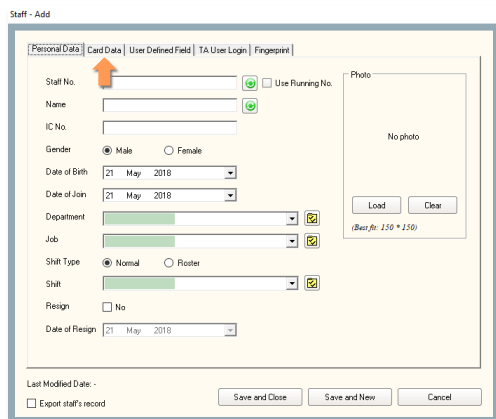 Staff - Add
Personal Data Card Data User Defined Field TA User Login Fingerprint
Staff No. Use Running No. Photo
Name
No photo
IC No.
Gender Male Female
Date of Birth 21 May 2018
Date of Join 21 May 2018
Load Clear
Department
(Best fit: 150 * 150)
Job
Shift Type Normal Roster
Shift
Resign No
Date of Resign 21 May 2018
Last Modified Date: -
Export staff's record Save and Close Save and New Cancel